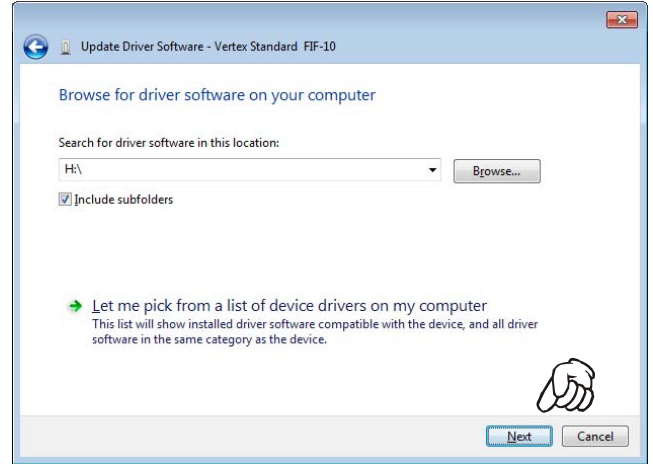 Update Driver Software - Vertex Standard FIF-10
Browse for driver software on your computer
Search for driver software in this location:
H:\
Browse...
Include subfolders
Let me pick from a list of device drivers on my computer
This list will show installed driver software compatible with the device, and all driver
software in the same category as the device.
Next Cancel